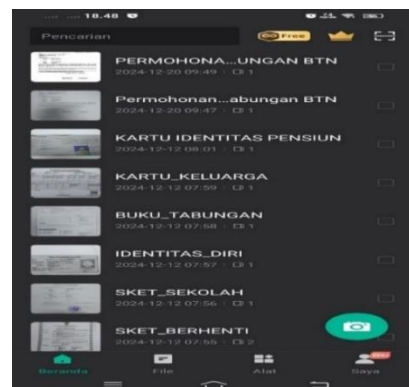 18.48
Pencarian
Free
PERMOHONA...UNGAN BTN
2024-12-20 09:49 1
Permohonan...abungan BTN
2024-12-20 09:47 1
KARTU IDENTITAS PENSIUN
2024-12-12 08:01 1
KARTU_KELUARGA
2024-12-12 07:59 1
BUKU_TABUNGAN
2024-12-12 07:58 1
IDENTITAS_DIRI
2024-12-12 07:57 1
SKET_SEKOLAH
2024-12-12 07:56 1
SKET_BERHENTI
2024-12-12 07:55 2
Beranda File Alat Saya